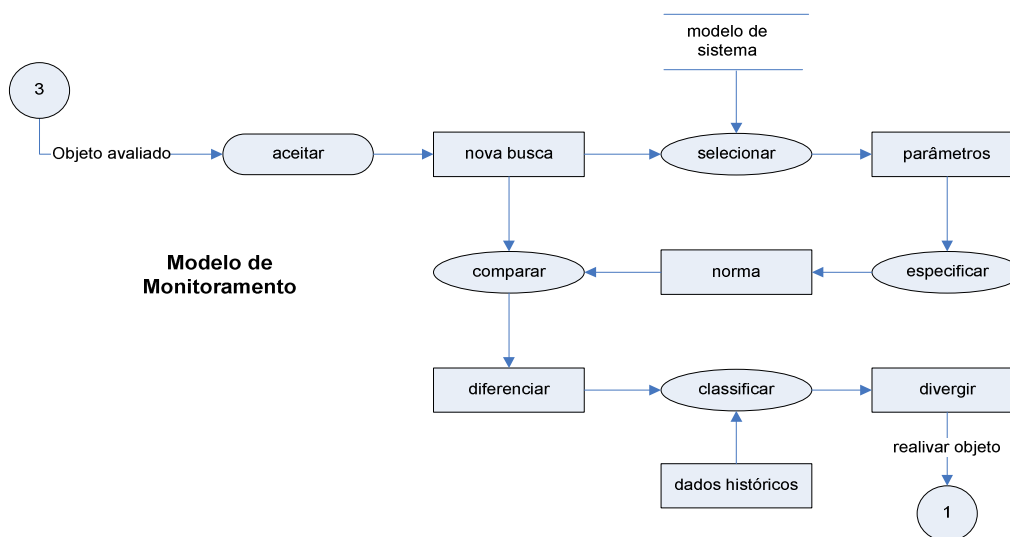 modelo de
sistema
3
Objeto avaliado
aceitar
nova busca
selecionar
parâmetros
Modelo de
Monitoramento
comparar
norma
especificar
diferenciar
classificar
divergir
realivar objeto
dados históricos
1